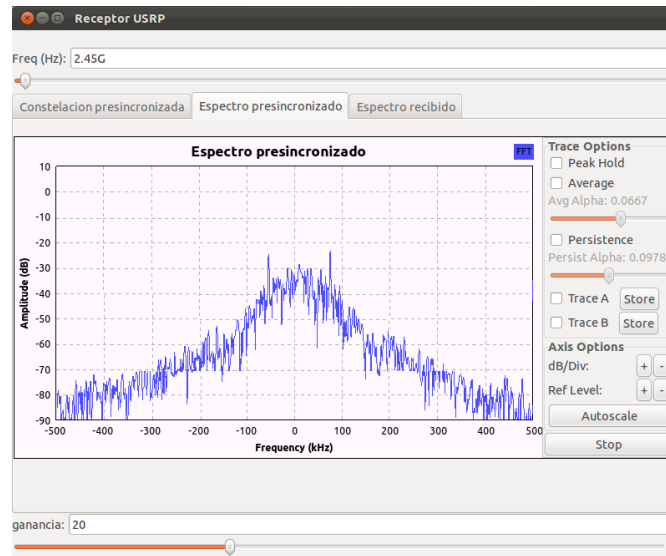 Receptor USRP
Freq (Hz): 2.45G
Constelacion presincronizada Espectro presincronizado Espectro recibido
Espectro presincronizado
FFT
Amplitude (dB)
10
0
-10
-20
-30
-40
-50
-60
-70
-80
-90
-500 -400 -300 -200 -100 0 100 200 300 400 500
Frequency (kHz)
Trace Options
Peak Hold
Average
Avg Alpha: 0.0667
Persistence
Persist Alpha: 0.0978
Trace A Store
Trace B Store
Axis Options
dB/Div: + -
Ref Level: + -
Autoscale
Stop
ganancia: 20